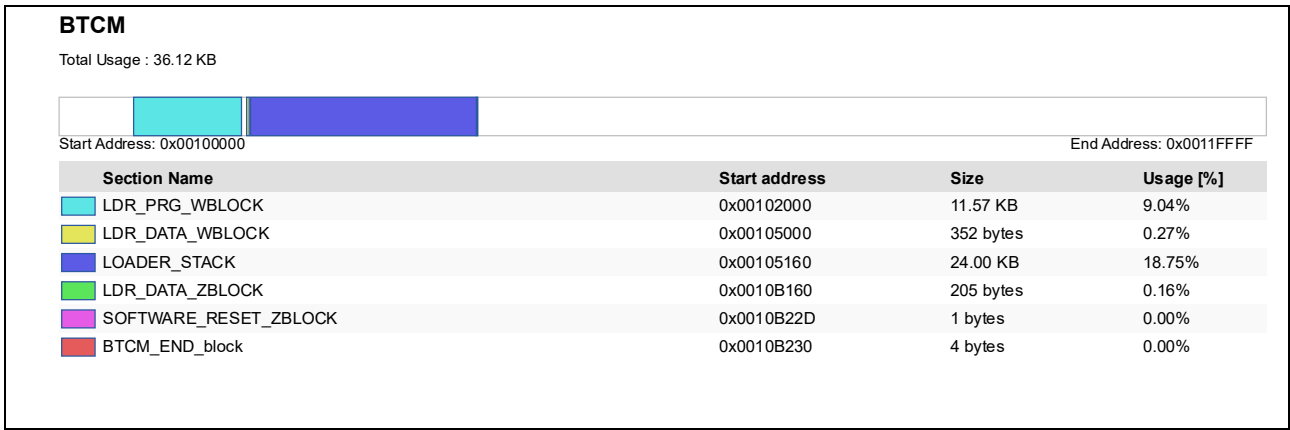 BTCM
Total Usage : 36.12 KB
Start Address: 0x00100000 End Address: 0x0011FFFF
Section Name Start address Size Usage [%]
LDR_PRG_WBLOCK 0x00102000 11.57 KB 9.04%
LDR_DATA_WBLOCK 0x00105000 352 bytes 0.27%
LOADER_STACK 0x00105160 24.00 KB 18.75%
LDR_DATA_ZBLOCK 0x0010B160 205 bytes 0.16%
SOFTWARE_RESET_ZBLOCK 0x0010B22D 1 bytes 0.00%
BTCM_END_block 0x0010B230 4 bytes 0.00%